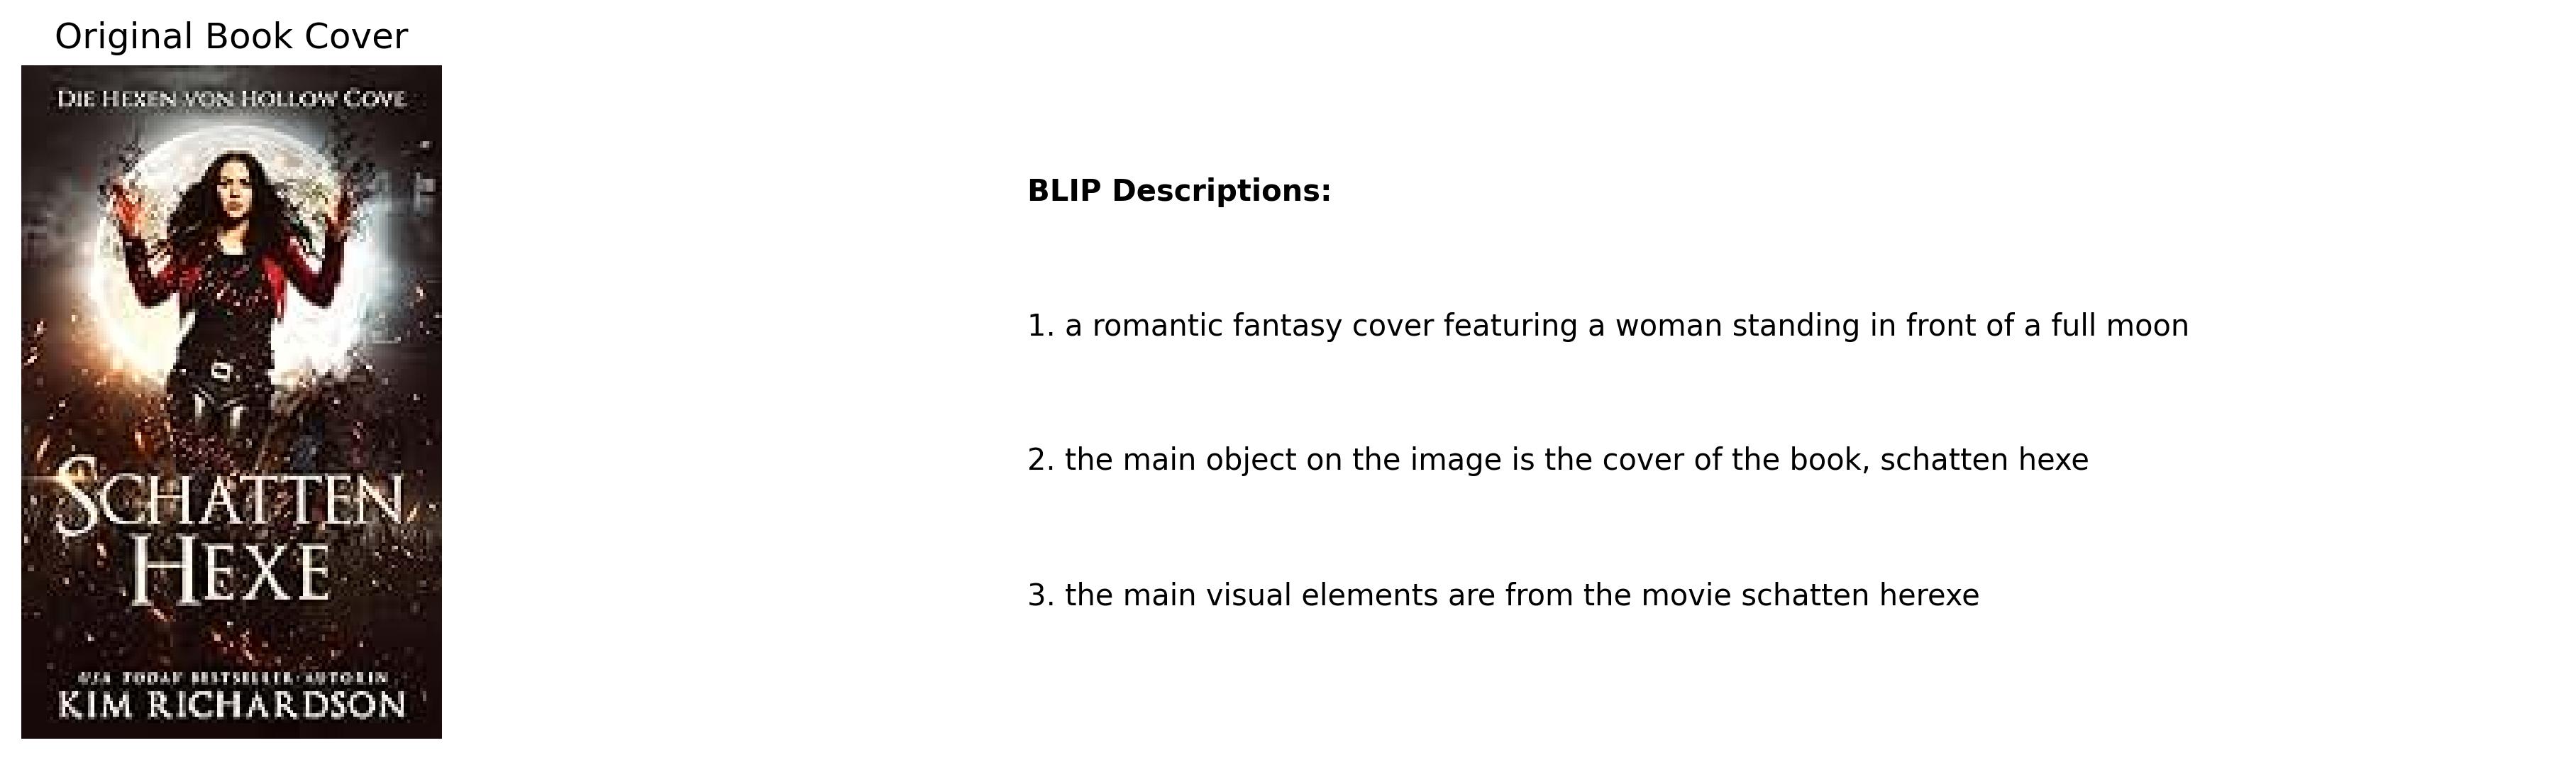 Original Book Cover
DIE HEXEN VON HOLLOW COVE
SCHATTEN
HEXE
USA TODAY BESTSELLER-AUTORIN
KIM RICHARDSON
BLIP Descriptions:
1. a romantic fantasy cover featuring a woman standing in front of a full moon
2. the main object on the image is the cover of the book, schatten hexe
3. the main visual elements are from the movie schatten herexe